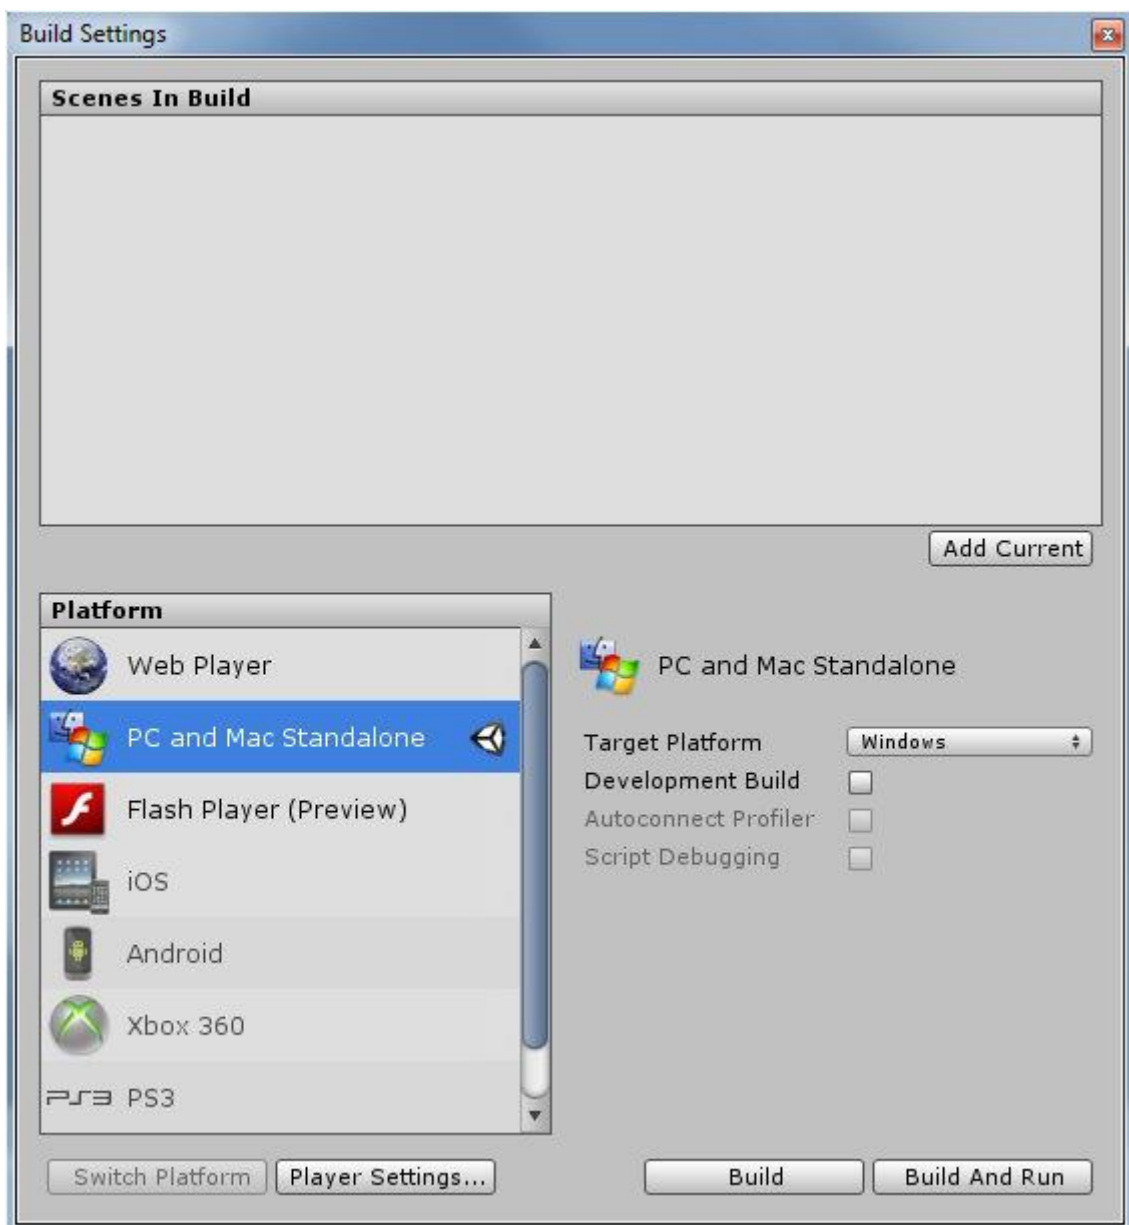 Build Settings
Scenes In Build
Add Current
Platform
Web Player
PC and Mac Standalone
Flash Player (Preview)
iOS
Android
Xbox 360
PS3 PS3
PC and Mac Standalone
Target Platform Windows
Development Build
Autoconnect Profiler
Script Debugging
Switch Platform Player Settings... Build Build And Run